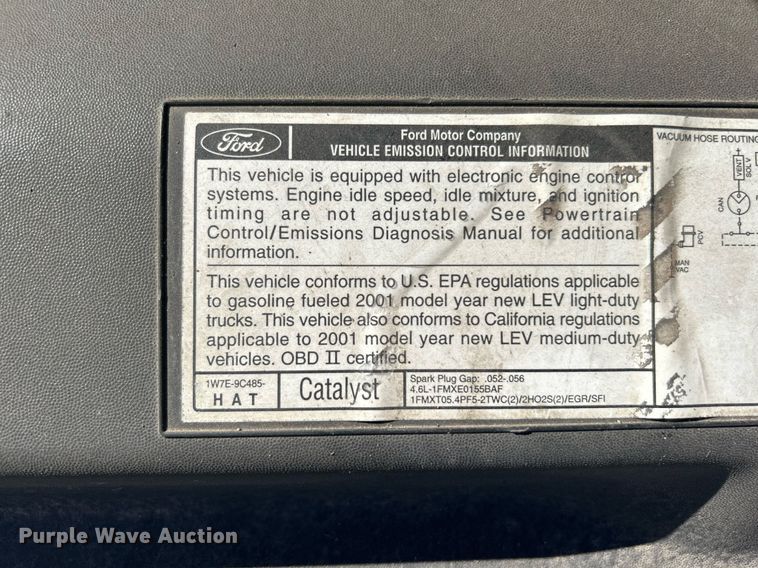 Ford
Ford Motor Company
VEHICLE EMISSION CONTROL INFORMATION
This vehicle is equipped with electronic engine control
systems. Engine idle speed, idle mixture, and ignition
timing are not adjustable. See Powertrain
Control/Emissions Diagnosis Manual for additional
information.
This vehicle conforms to U.S. EPA regulations applicable
to gasoline fueled 2001 model year new LEV light-duty
trucks. This vehicle also conforms to California regulations
applicable to 2001 model year new LEV medium-duty
vehicles. OBD II certified.
1W7E-9C485-
HAT
Catalyst
Spark Plug Gap: .052-.056
4.6L-1FMXE0155BAF
1FMXT05.4PF5-2TWC(2)/2HO2S(2)/EGR/SFI
VACUUM HOSE ROUTING
VENT
SOL V
CAN
PCV
MAN
VAC
Purple Wave Auction